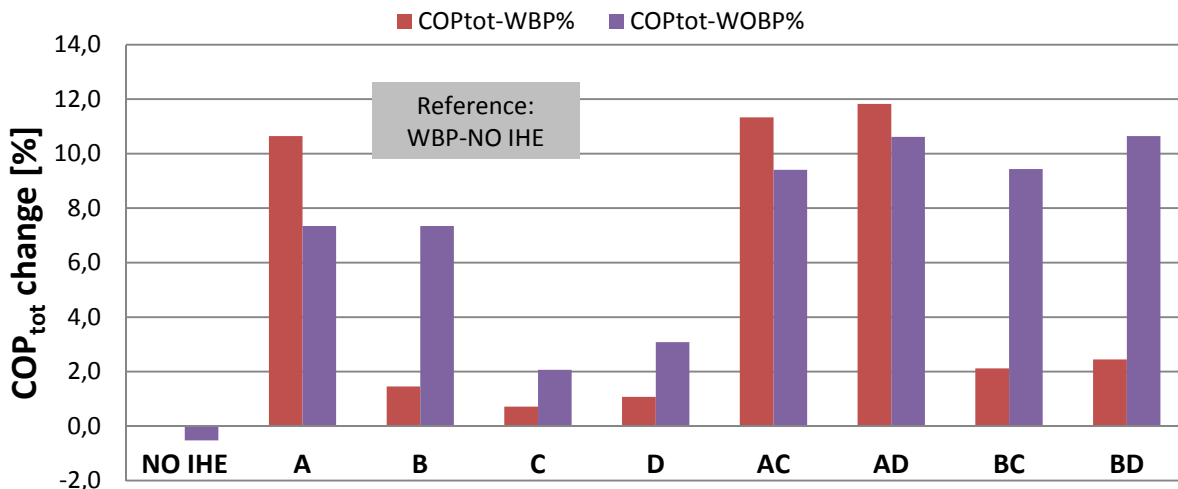 COPtot-WBP% COPtot-WOBP%
14,0
12,0
10,0
8,0
6,0
4,0
2,0
0,0
-2,0
COPtot change [%]
Reference:
WBP-NO IHE
NO IHE A B C D AC AD BC BD